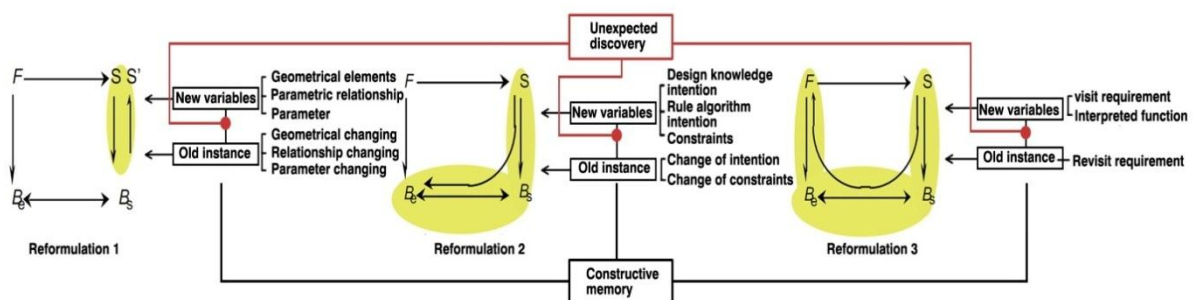 Unexpected
discovery
F S S'
New variables
Geometrical elements
Parametric relationship
Parameter
Old instance
Geometrical changing
Relationship changing
Parameter changing
Be Bs
Reformulation 1
F S
New variables
Design knowledge
intention
Rule algorithm
intention
Constraints
Old instance
Change of intention
Change of constraints
Be Bs
Reformulation 2
F S
New variables
visit requirement
Interpreted function
Old instance
Revisit requirement
Be Bs
Reformulation 3
Constructive
memory